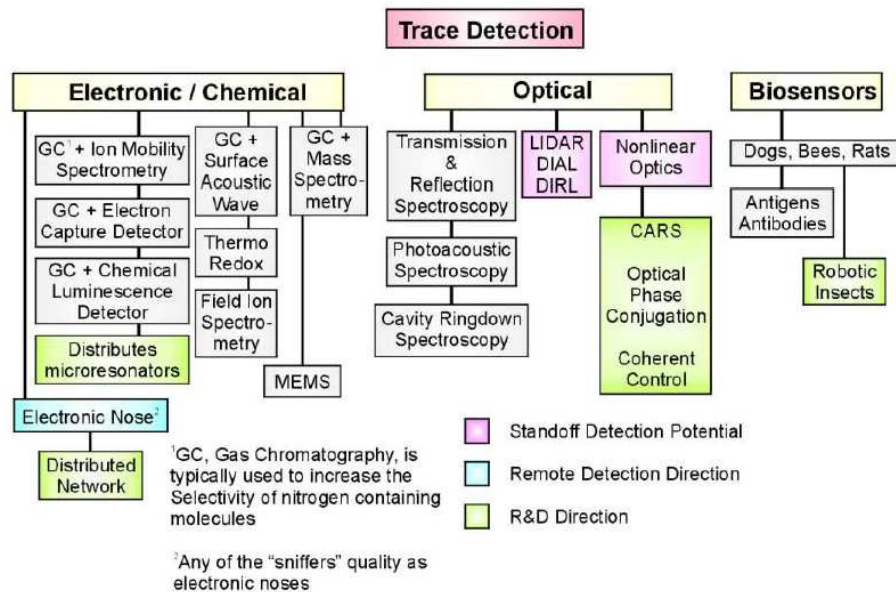 Trace Detection
Electronic / Chemical
GC¹ + Ion Mobility
Spectrometry
GC + Electron
Capture Detector
GC + Chemical
Luminescence
Detector
Distributes
microresonators
GC +
Surface
Acoustic
Wave
Thermo
Redox
Field Ion
Spectro-
metry
GC +
Mass
Spectro-
metry
MEMS
Electronic Nose²
Distributed
Network
Optical
Transmission
&
Reflection
Spectroscopy
Photoacoustic
Spectroscopy
Cavity Ringdown
Spectroscopy
LIDAR
DIAL
DIRL
Nonlinear
Optics
CARS
Optical
Phase
Conjugation
Coherent
Control
Biosensors
Dogs, Bees, Rats
Antigens
Antibodies
Robotic
Insects
Standoff Detection Potential
Remote Detection Direction
R&D Direction
¹GC, Gas Chromatography, is
typically used to increase the
Selectivity of nitrogen containing
molecules
²Any of the “sniffers” quality as
electronic noses